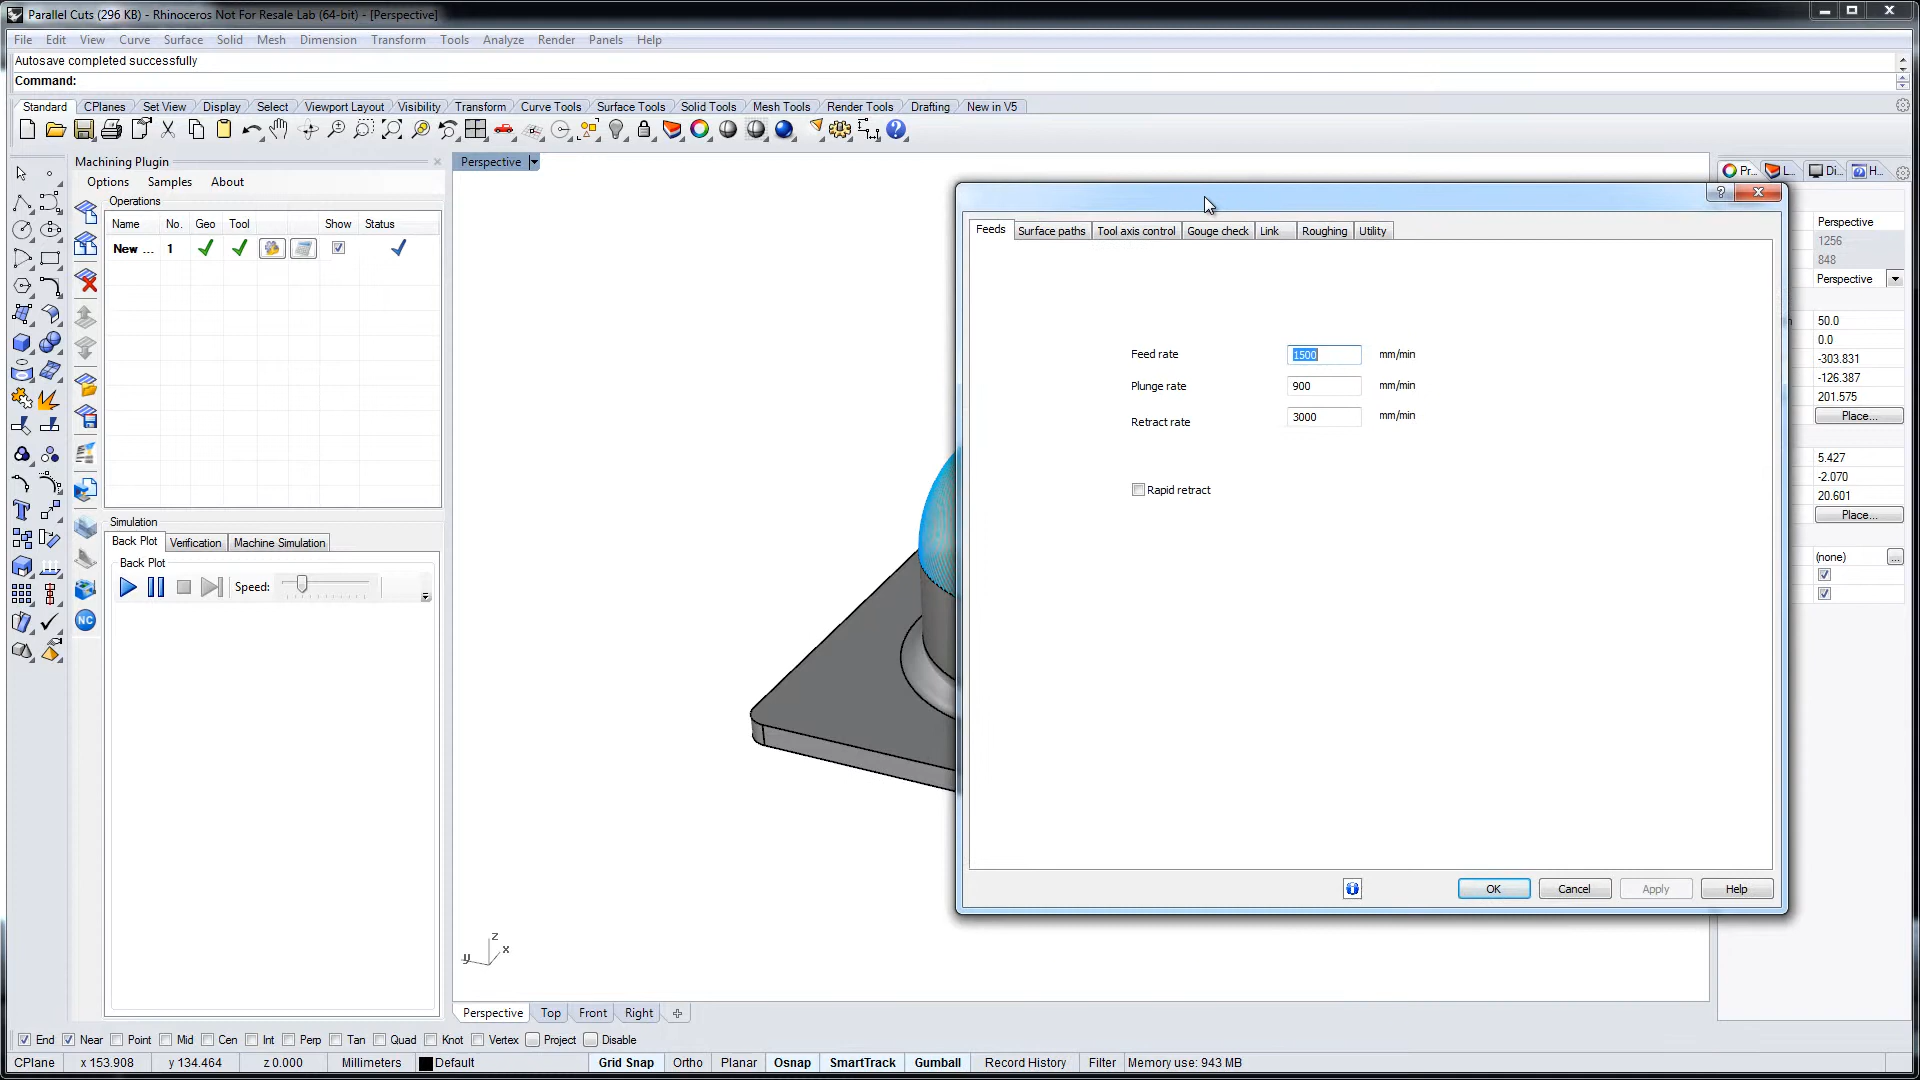 Parallel Cuts (296 KB) - Rhinoceros Not For Resale Lab (64-bit) - [Perspective]
File Edit View Curve Surface Solid Mesh Dimension Transform Tools Analyze Render Panels Help
Autosave completed successfully
Command:
Standard CPlanes Set View Display Select Viewport Layout Visibility Transform Curve Tools Surface Tools Solid Tools Mesh Tools Render Tools Drafting New in V5
Machining Plugin
Options Samples About
Operations
Name No. Geo Tool Show Status
New ... 1
Simulation
Back Plot Verification Machine Simulation
Back Plot
Speed:
NC
Perspective
Feeds Surface paths Tool axis control Gouge check Link Roughing Utility
Feed rate 1500 mm/min
Plunge rate 900 mm/min
Retract rate 3000 mm/min
Rapid retract
OK Cancel Apply Help
Pr... L... Di... H...
Perspective
1256
848
Perspective
50.0
0.0
-303.831
-126.387
201.575
Place...
5.427
-2.070
20.601
Place...
(none) ...
z
x
y
Perspective Top Front Right
End Near Point Mid Cen Int Perp Tan Quad Knot Vertex Project Disable
CPlane x 153.908 y 134.464 z 0.000 Millimeters Default Grid Snap Ortho Planar Osnap SmartTrack Gumball Record History Filter Memory use: 943 MB